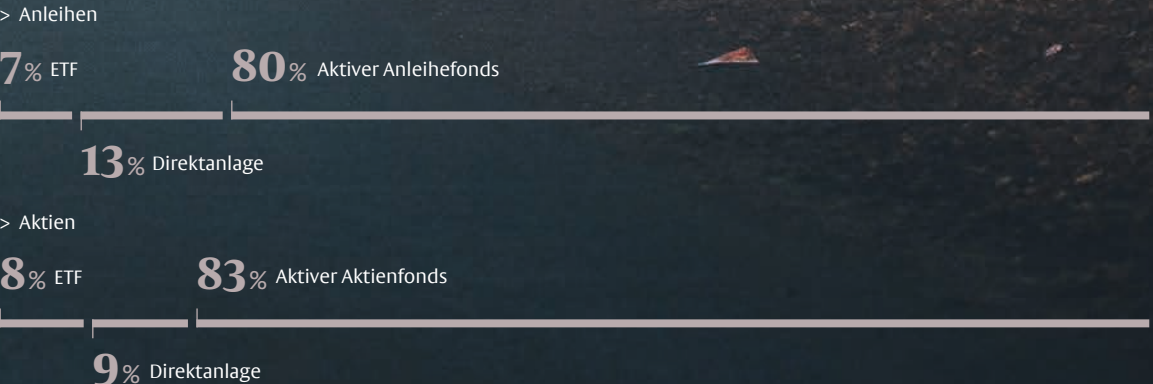 > Anleihen
7% ETF
80% Aktiver Anleihefonds
13% Direktanlage
> Aktien
8% ETF
83% Aktiver Aktienfonds
9% Direktanlage